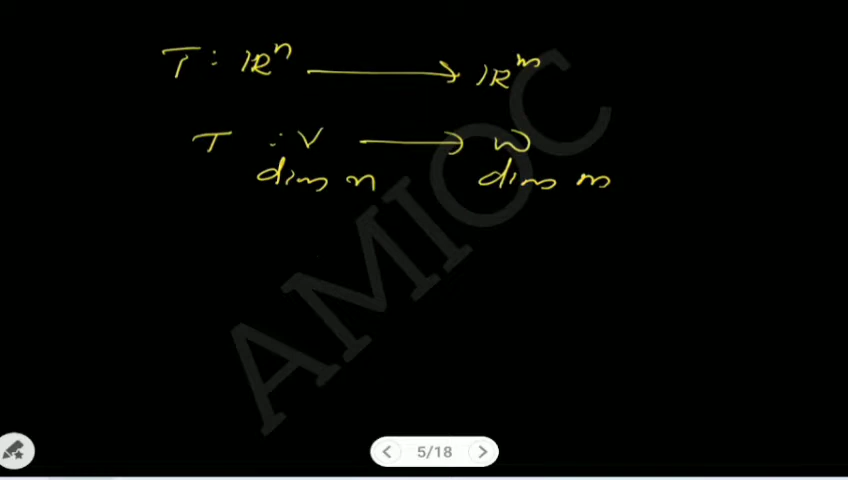 T : ℝⁿ ⟶ ℝᵐ
T : V ⟶ W
dim n dim m
AMIOC
5/18